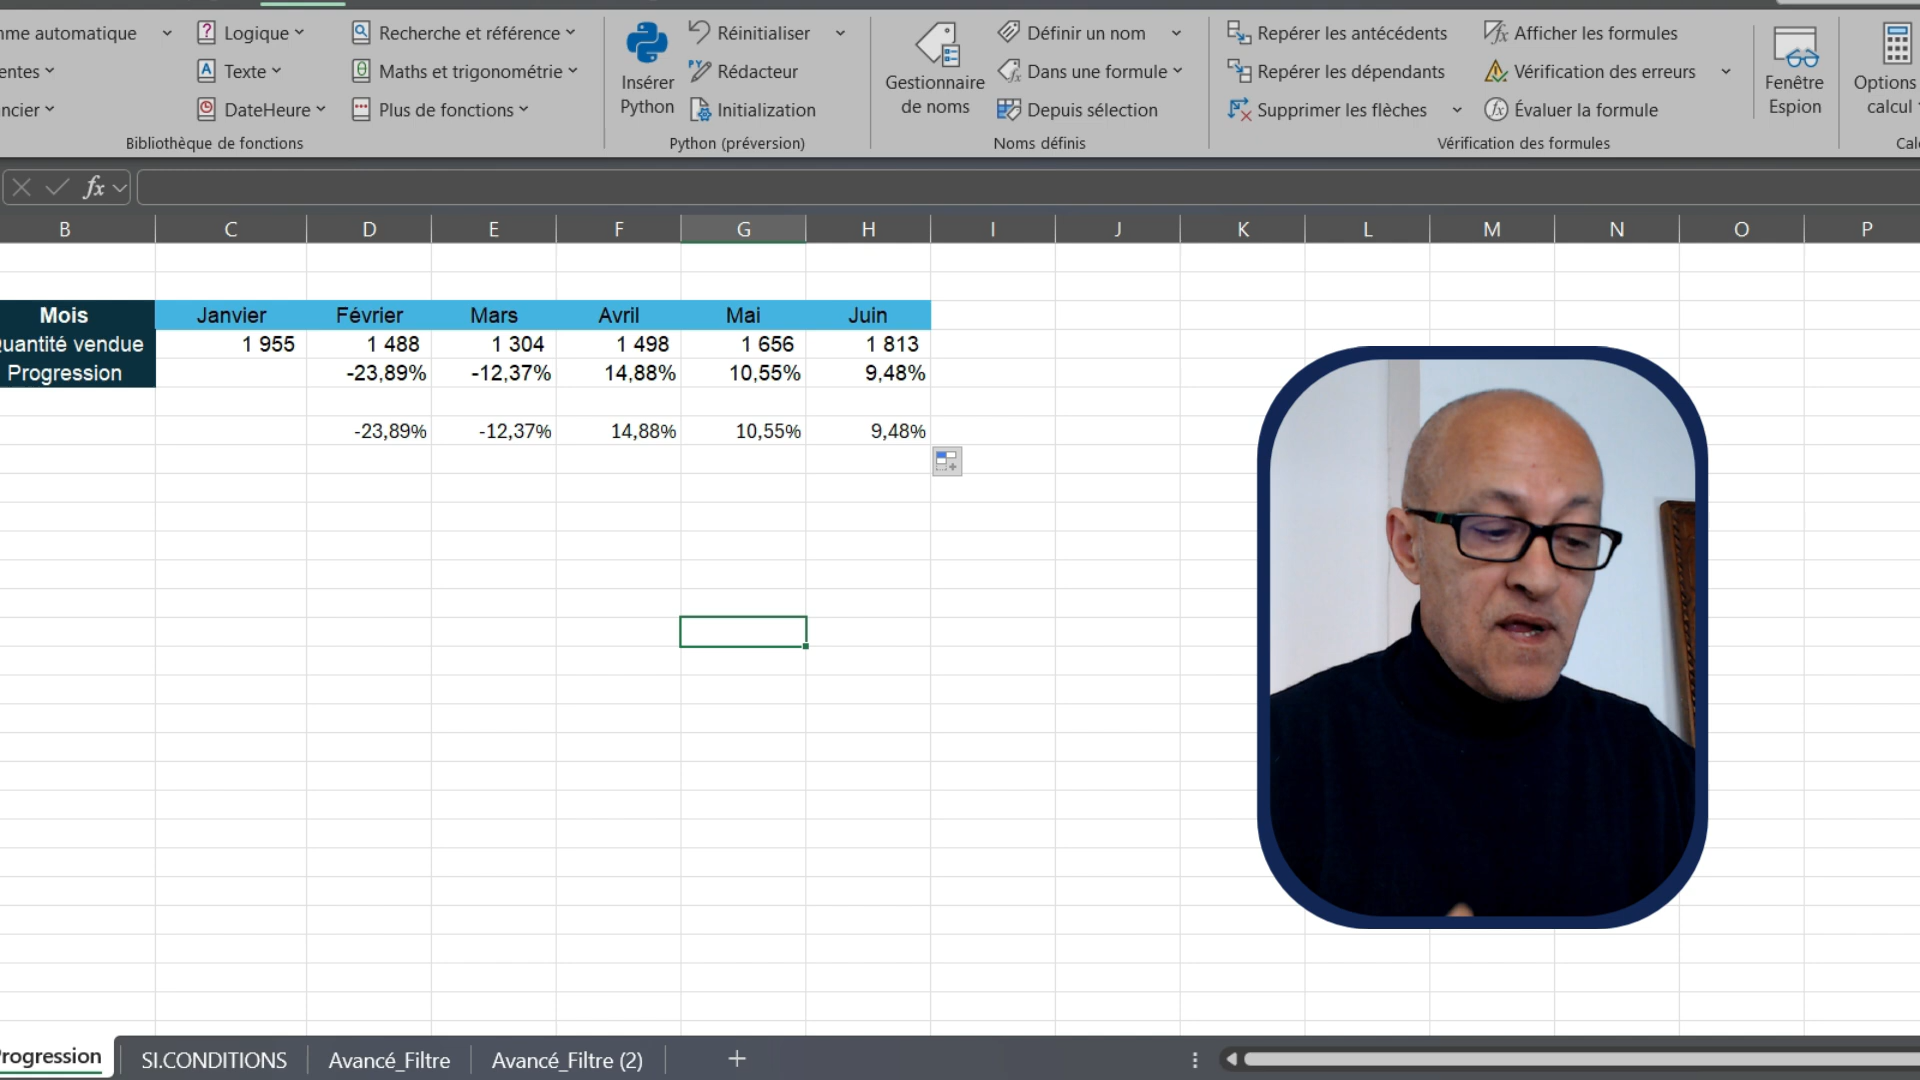 me automatique
Logique
Recherche et référence
Réinitialiser
Définir un nom
Repérer les antécédents
Afficher les formules
entes
Texte
Maths et trigonométrie
Rédacteur
Dans une formule
Repérer les dépendants
Vérification des erreurs
ncier
DateHeure
Plus de fonctions
Insérer
Python
Initialization
Gestionnaire
de noms
Depuis sélection
Supprimer les flèches
Évaluer la formule
Fenêtre
Espion
Options
calcul
Bibliothèque de fonctions
Python (préversion)
Noms définis
Vérification des formules
Cal
fx
B C D E F G H I J K L M N O P
Mois Janvier Février Mars Avril Mai Juin
uantité vendue 1 955 1 488 1 304 1 498 1 656 1 813
Progression -23,89% -12,37% 14,88% 10,55% 9,48%
-23,89% -12,37% 14,88% 10,55% 9,48%
rogression SI.CONDITIONS Avancé_Filtre Avancé_Filtre (2)